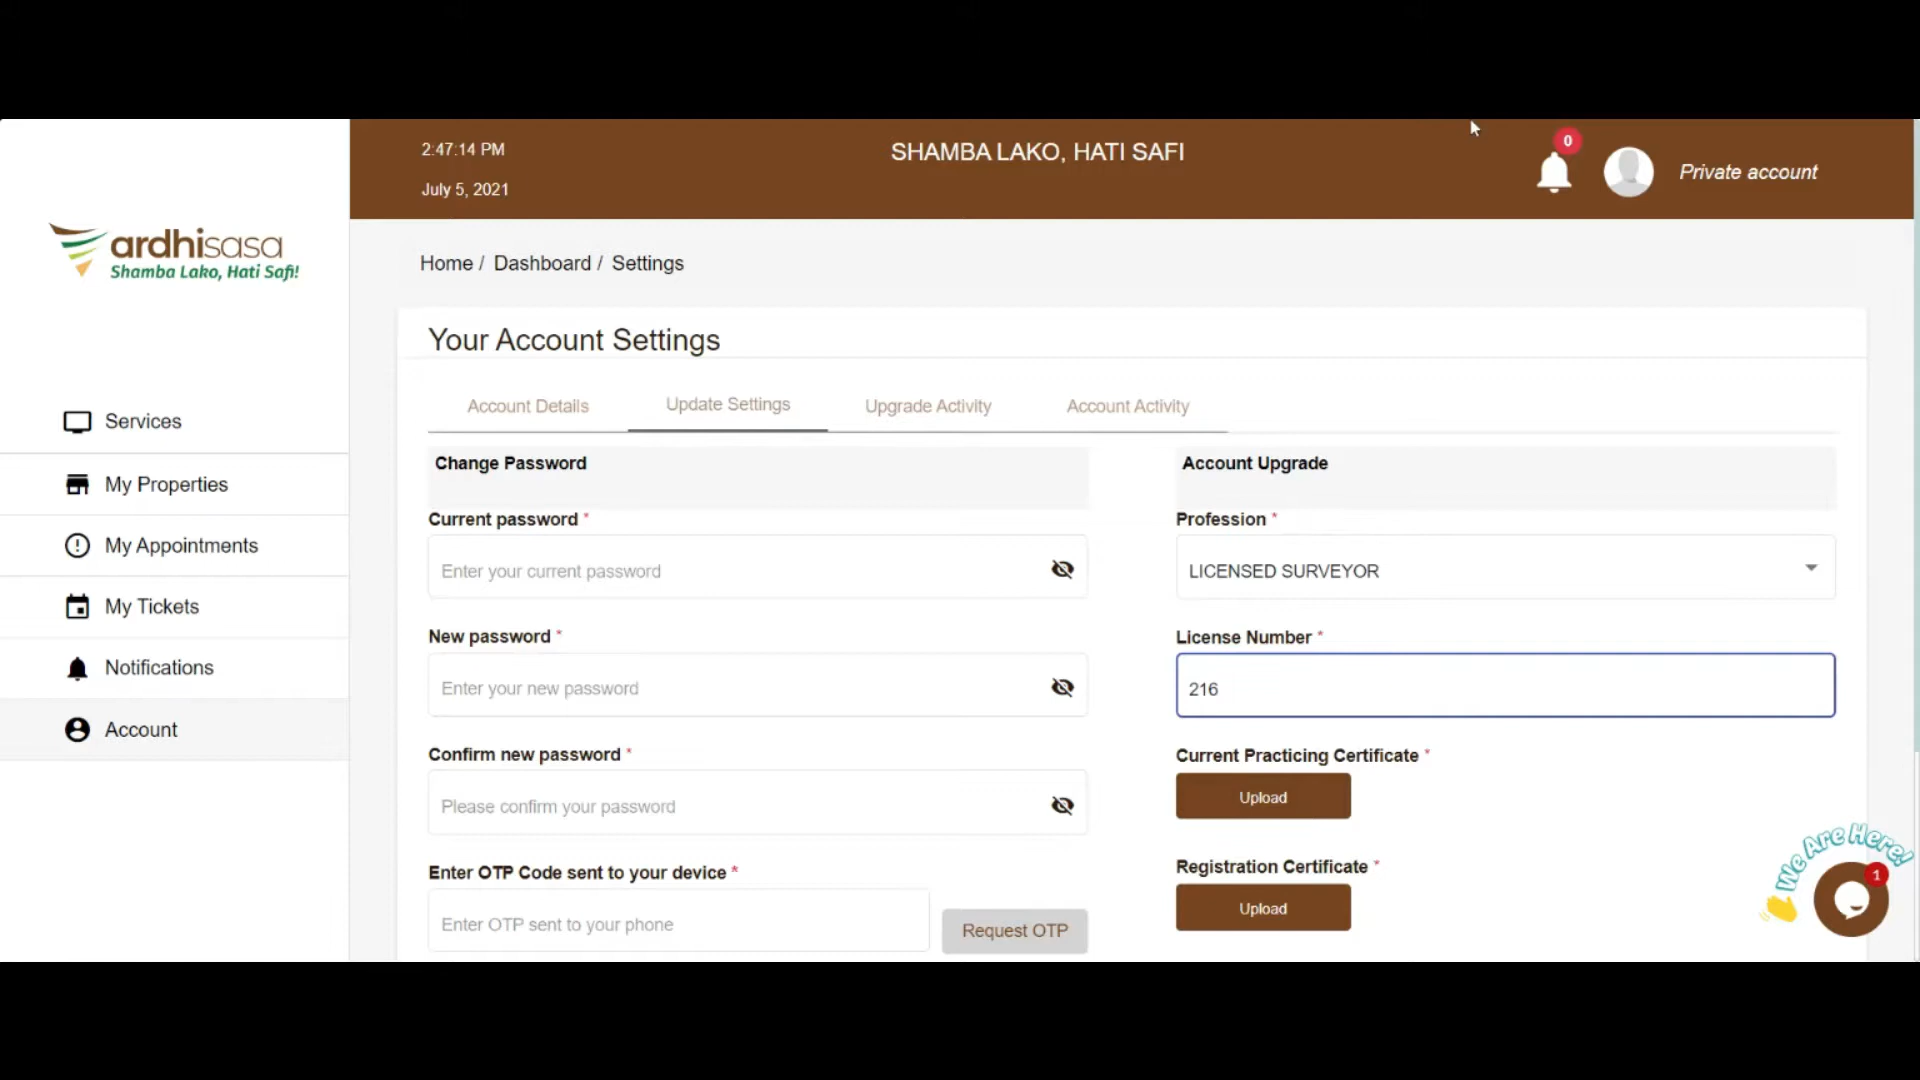 2:47:14 PM
SHAMBA LAKO, HATI SAFI
0
Private account
July 5, 2021
ardhisasa
Shamba Lako, Hati Safi!
Home / Dashboard / Settings
Your Account Settings
Services
My Properties
My Appointments
My Tickets
Notifications
Account
Account Details
Update Settings
Upgrade Activity
Account Activity
Change Password
Current password *
Enter your current password
New password *
Enter your new password
Confirm new password *
Please confirm your password
Enter OTP Code sent to your device *
Enter OTP sent to your phone
Request OTP
Account Upgrade
Profession *
LICENSED SURVEYOR
License Number *
216
Current Practicing Certificate *
Upload
Registration Certificate *
Upload
We Are Here!
1